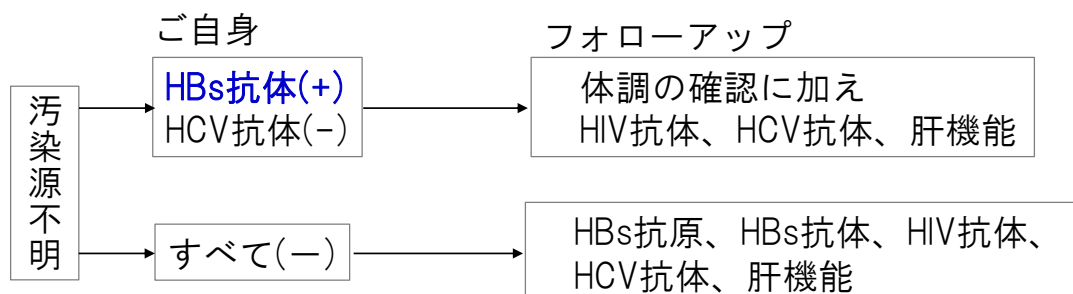 ご自身
フォローアップ
汚染源不明
HBs抗体(+)
HCV抗体(-)
体調の確認に加え
HIV抗体、HCV抗体、肝機能
すべて(-)
HBs抗原、HBs抗体、HIV抗体、
HCV抗体、肝機能